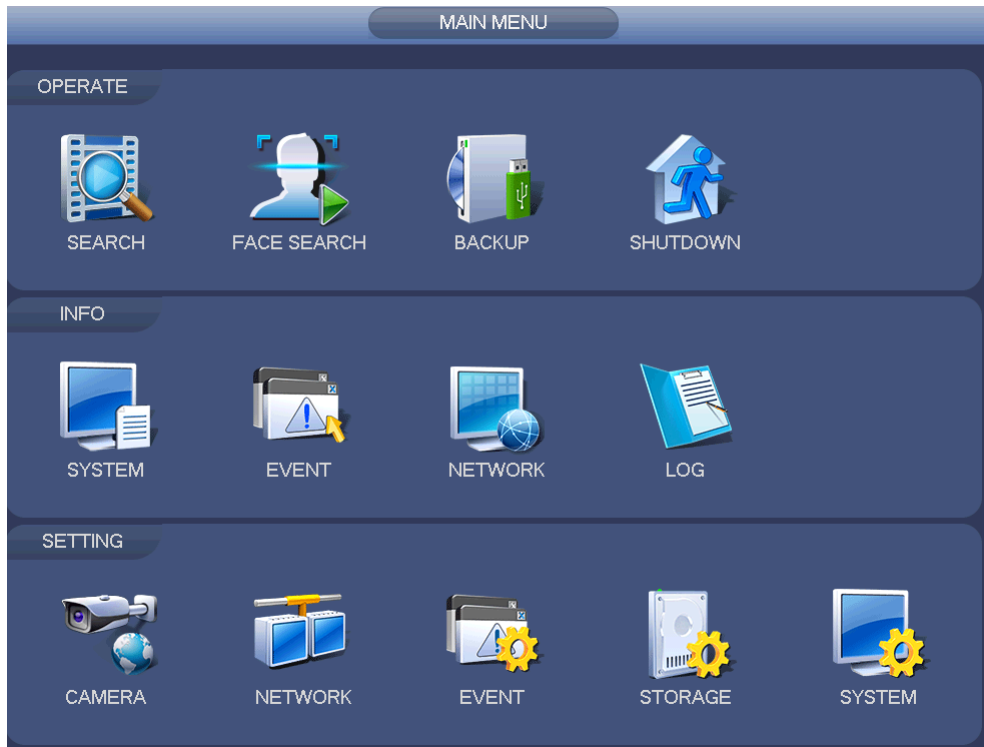 MAIN MENU
OPERATE
SEARCH FACE SEARCH BACKUP SHUTDOWN
INFO
SYSTEM EVENT NETWORK LOG
SETTING
CAMERA NETWORK EVENT STORAGE SYSTEM